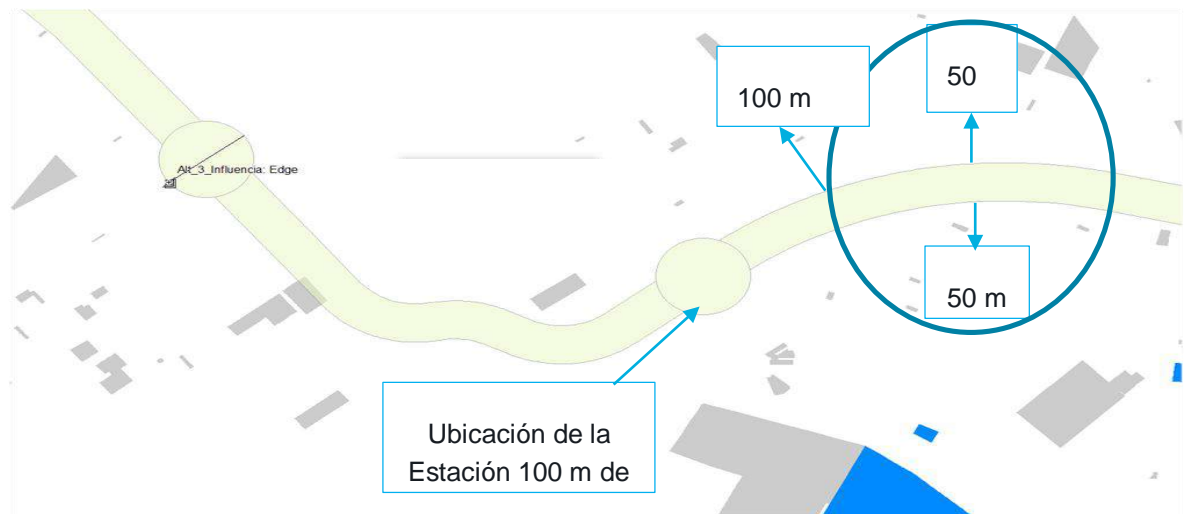 50
100 m
Alt_3_Influencia: Edge
50 m
Ubicación de la
Estación 100 m de